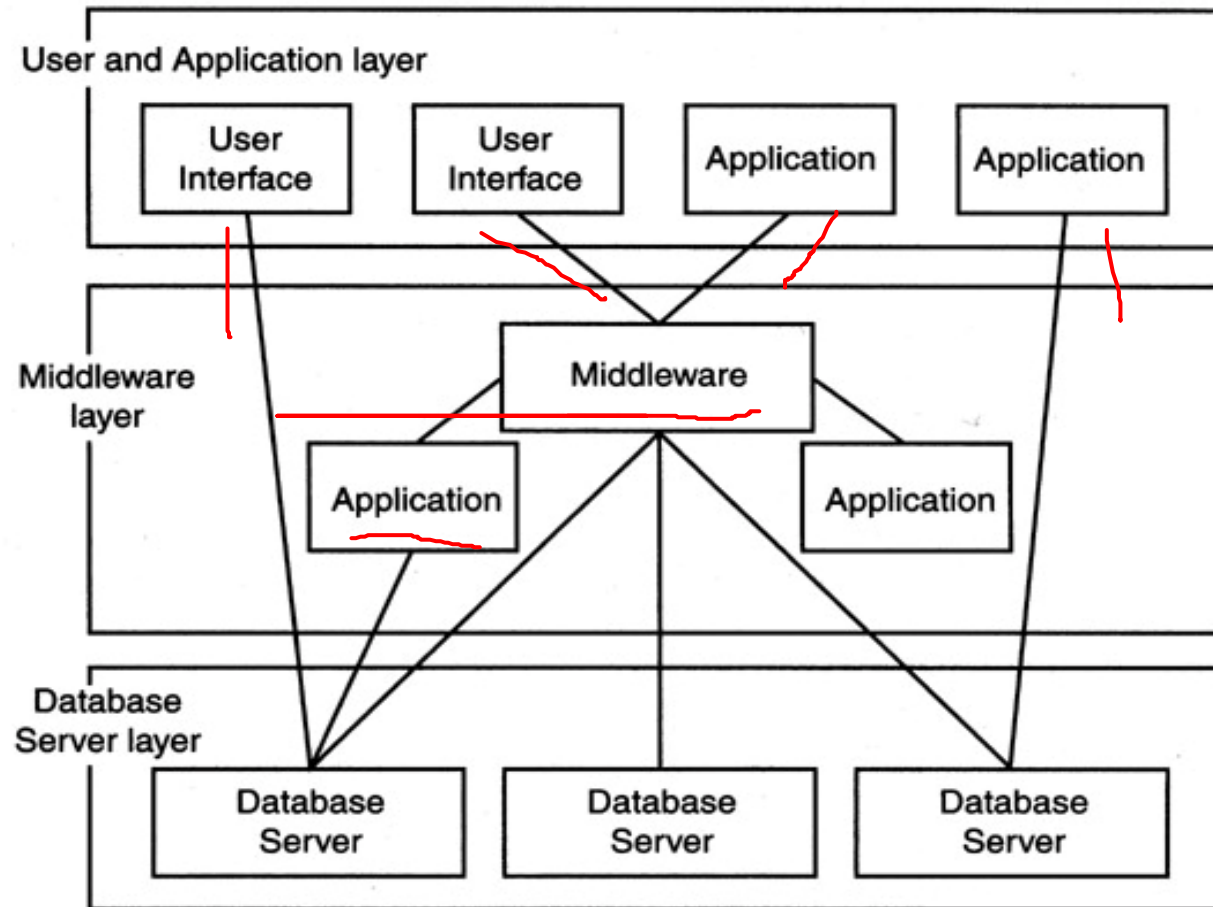 User and Application layer
User
Interface
User
Interface
Application
Application
Middleware
layer
Middleware
Application
Application
Database
Server layer
Database
Server
Database
Server
Database
Server